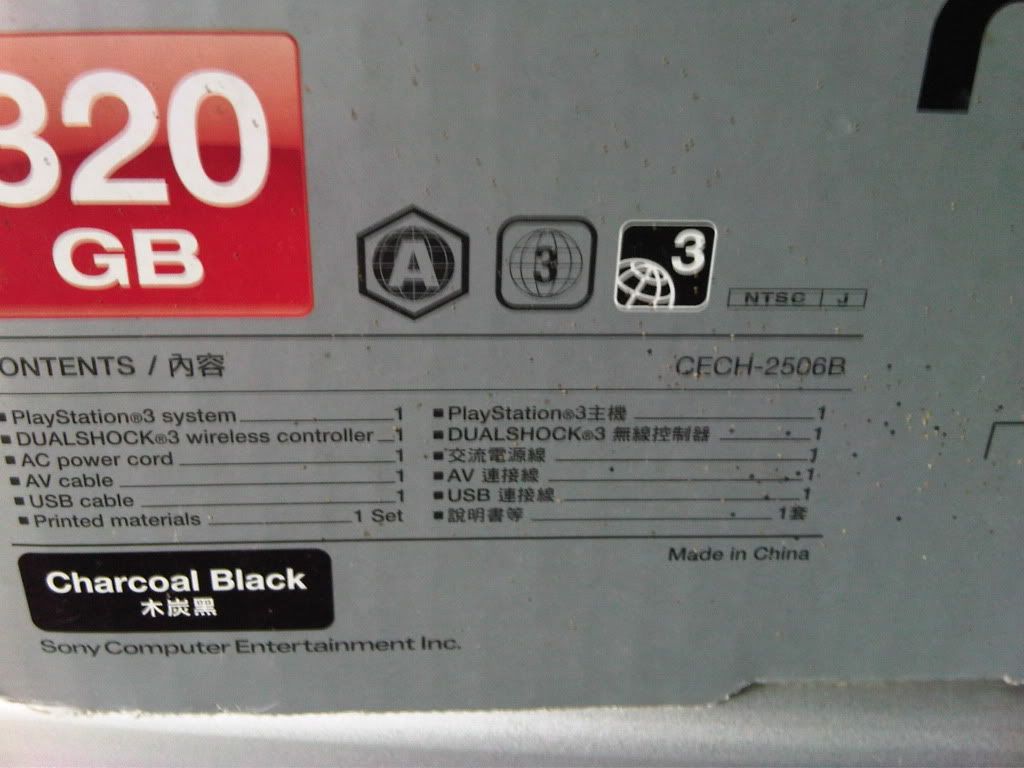 320
GB
A
3
3
NTSC J
CONTENTS / 內容
CECH-2506B
PlayStation®3 system 1
DUALSHOCK®3 wireless controller 1
AC power cord 1
AV cable 1
USB cable 1
Printed materials 1 Set
PlayStation®3主機 1
DUALSHOCK®3 無線控制器 1
交流電源線 1
AV 連接線 1
USB 連接線 1
說明書等 1套
Made in China
Charcoal Black
木炭黑
Sony Computer Entertainment Inc.